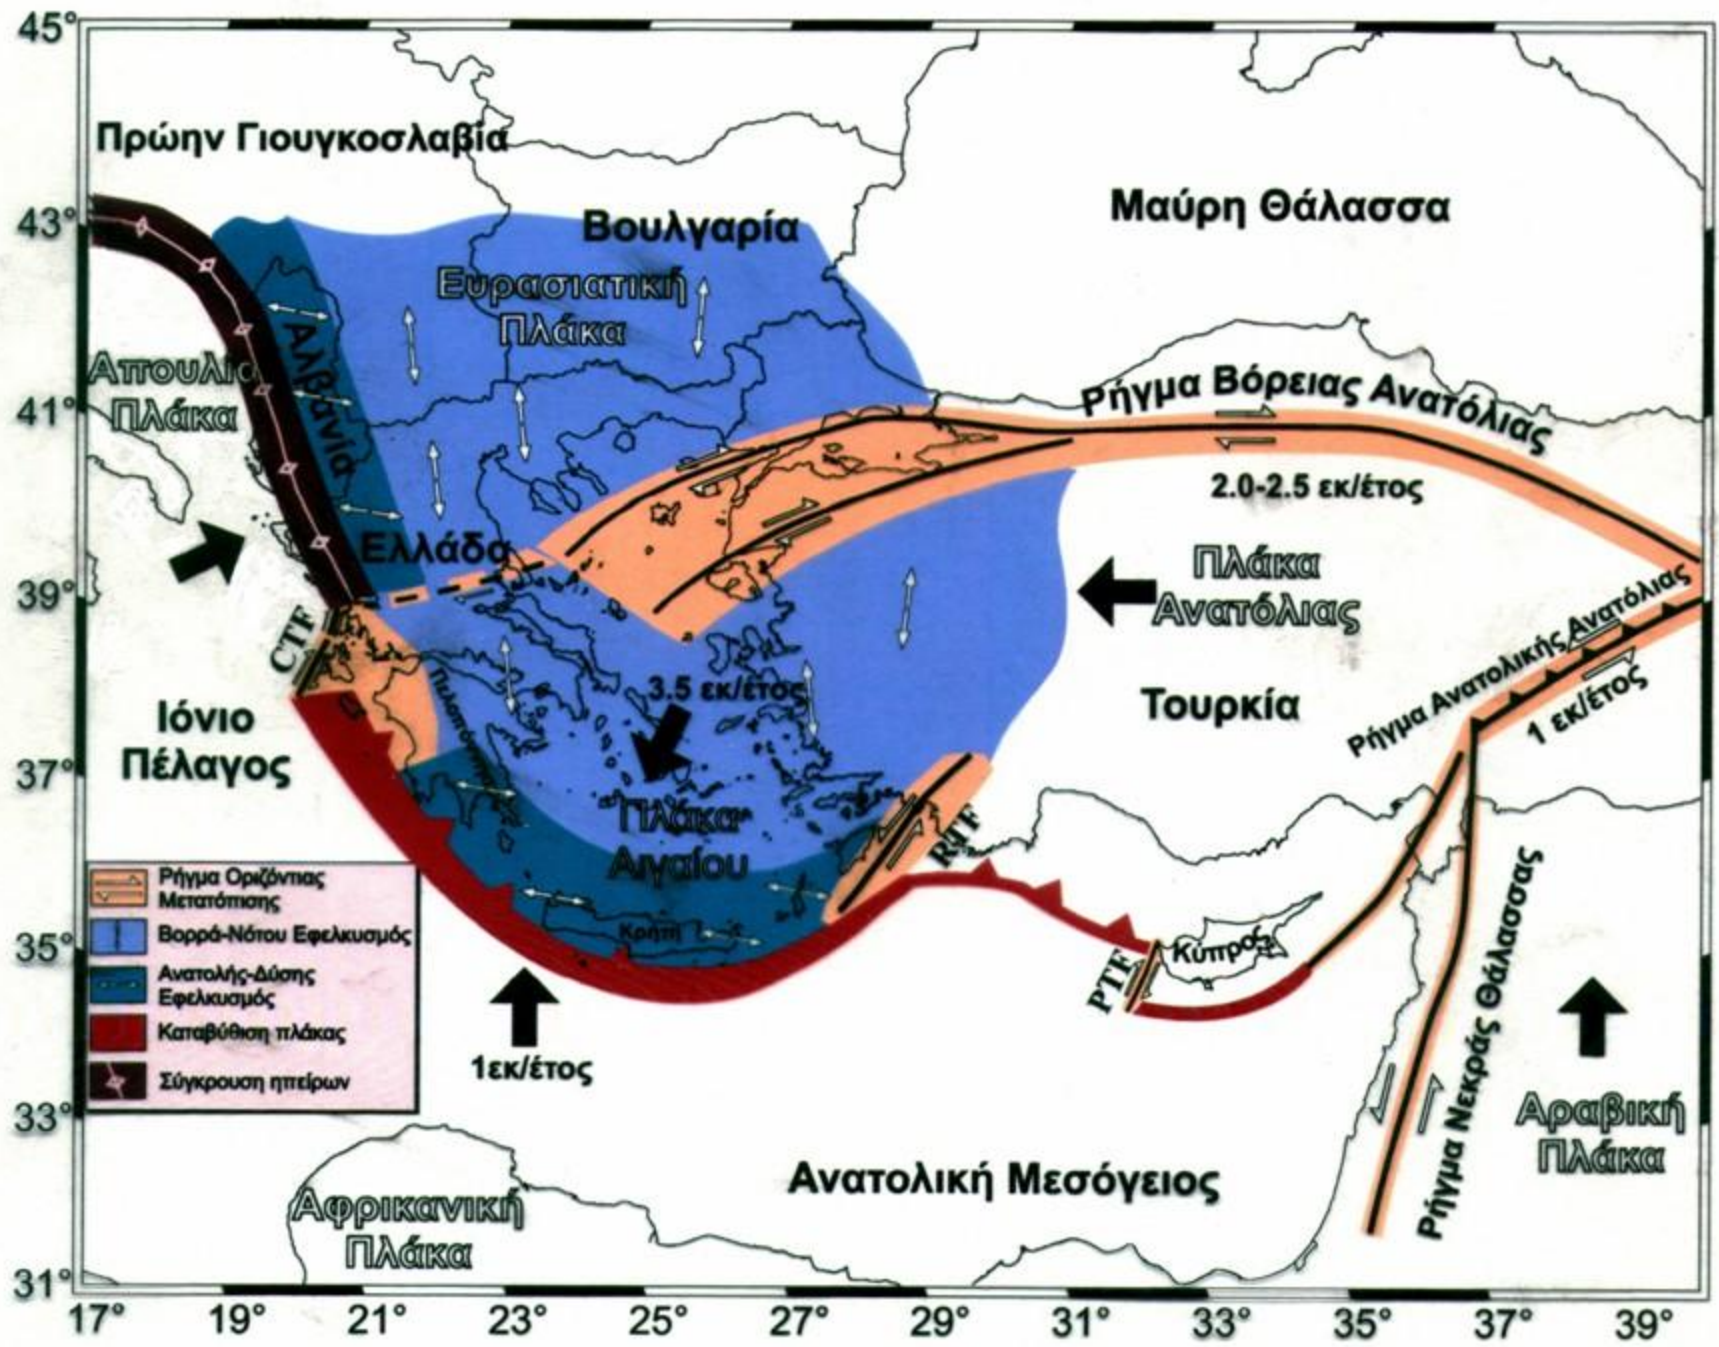 45°
Πρώην Γιουγκοσλαβία
Μαύρη Θάλασσα
43°
Βουλγαρία
Ευρασιατική
Πλάκα
Αλβανία
Απουλία
Πλάκα
41°
Ρήγμα Βόρειας Ανατόλιας
2.0-2.5 εκ/έτος
Ελλάδα
Πλάκα
Ανατόλιας
39°
Ρήγμα Ανατολικής Ανατόλιας
CTF
Πελοπόννησος
3.5 εκ/έτος
Τουρκία
1 εκ/έτος
Ιόνιο
Πέλαγος
37°
Πλάκα
Αιγαίου
RTF
Ρήγμα Οριζόντιας
Μετατόπισης
Βορρά-Νότου Εφελκυσμός
Ανατολής-Δύσης
Εφελκυσμός
Καταβύθιση πλάκας
Σύγκρουση ηπείρων
35°
Κρήτη
Κύπρος
PTF
Ρήγμα Νεκράς Θάλασσας
1εκ/έτος
33°
Αραβική
Πλάκα
Ανατολική Μεσόγειος
Αφρικανική
Πλάκα
31°
17° 19° 21° 23° 25° 27° 29° 31° 33° 35° 37° 39°